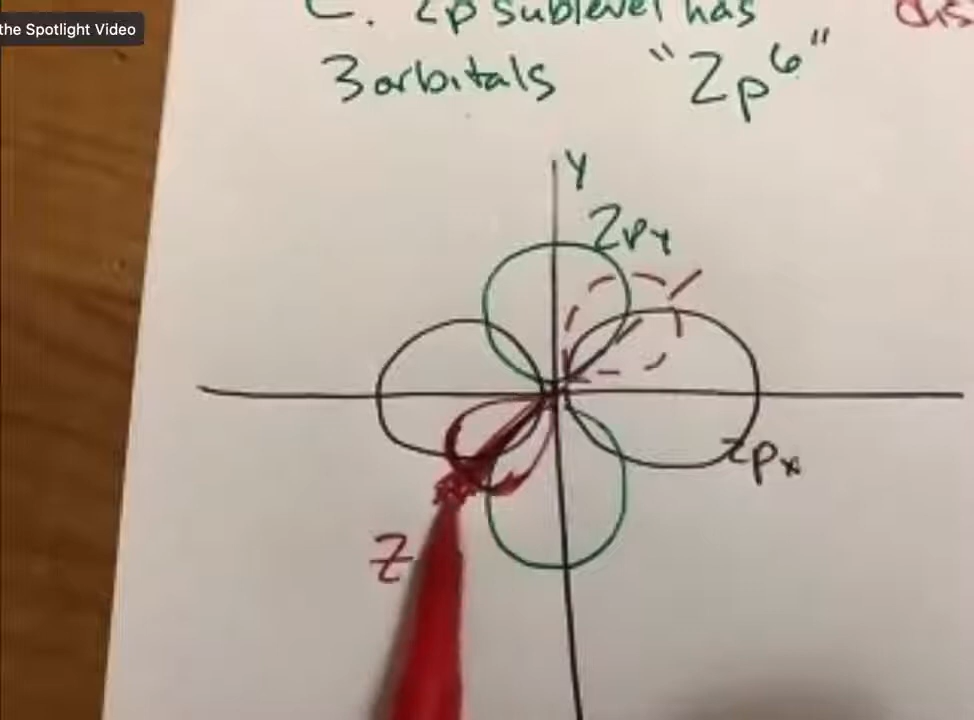 the Spotlight Video
C. 2p sublevel has
3 orbitals "2p⁶"
Y
2py
2px
Z